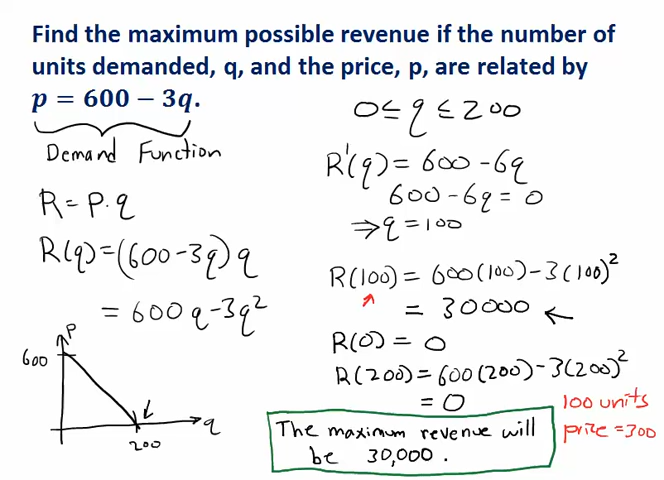 Find the maximum possible revenue if the number of
units demanded, q, and the price, p, are related by
p = 600 − 3q.
Demand Function
R = P · q
R(q) = (600 - 3q) q
= 600q - 3q²
P
600
200
q
0 ≤ q ≤ 200
R'(q) = 600 - 6q
600 - 6q = 0
⇒ q = 100
R(100) = 600(100) - 3(100)²
= 30000 ←
R(0) = 0
R(200) = 600(200) - 3(200)²
= 0
The maximum revenue will
be 30,000.
100 units
price = 300